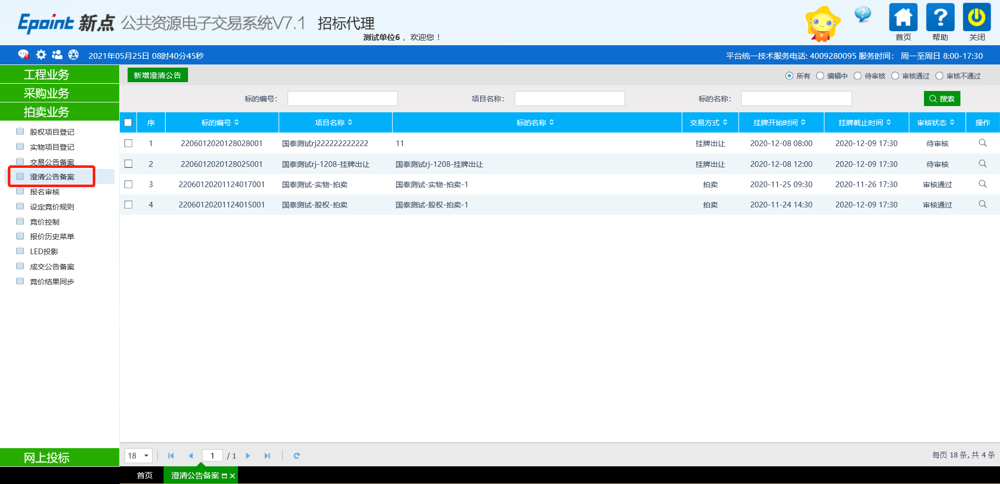 Epoint 新点 公共资源电子交易系统V7.1 招标代理
测试单位6 ，欢迎您！
首页 帮助 关闭
2021年05月25日 08时40分45秒
平台统一技术服务电话: 4009280095 服务时间： 周一至周日 8:00-17:30
工程业务
采购业务
拍卖业务
股权项目登记
实物项目登记
交易公告备案
澄清公告备案
报名审核
设定竞价规则
竞价控制
报价历史菜单
LED投影
成交公告备案
竞价结果同步
网上投标
新增澄清公告
所有 编辑中 待审核 审核通过 审核不通过
标的编号： 项目名称： 标的名称： 搜索
序 标的编号 项目名称 标的名称 交易方式 挂牌开始时间 挂牌截止时间 审核状态 操作
1 2206012020128028001 国泰测试rj222222222222 11 挂牌出让 2020-12-08 08:00 2020-12-09 17:30 待审核
2 2206012020128025001 国泰测试rj-1208-挂牌出让 国泰测试rj-1208-挂牌出让 挂牌出让 2020-12-08 12:00 2020-12-09 17:30 待审核
3 22060120201124017001 国泰测试-实物-拍卖 国泰测试-实物-拍卖-1 拍卖 2020-11-25 09:30 2020-11-26 17:30 审核通过
4 22060120201124015001 国泰测试-股权-拍卖 国泰测试-股权-拍卖-1 拍卖 2020-11-24 14:30 2020-12-09 17:30 审核通过
18 1 / 1
每页 18 条, 共 4 条
首页 澄清公告备案